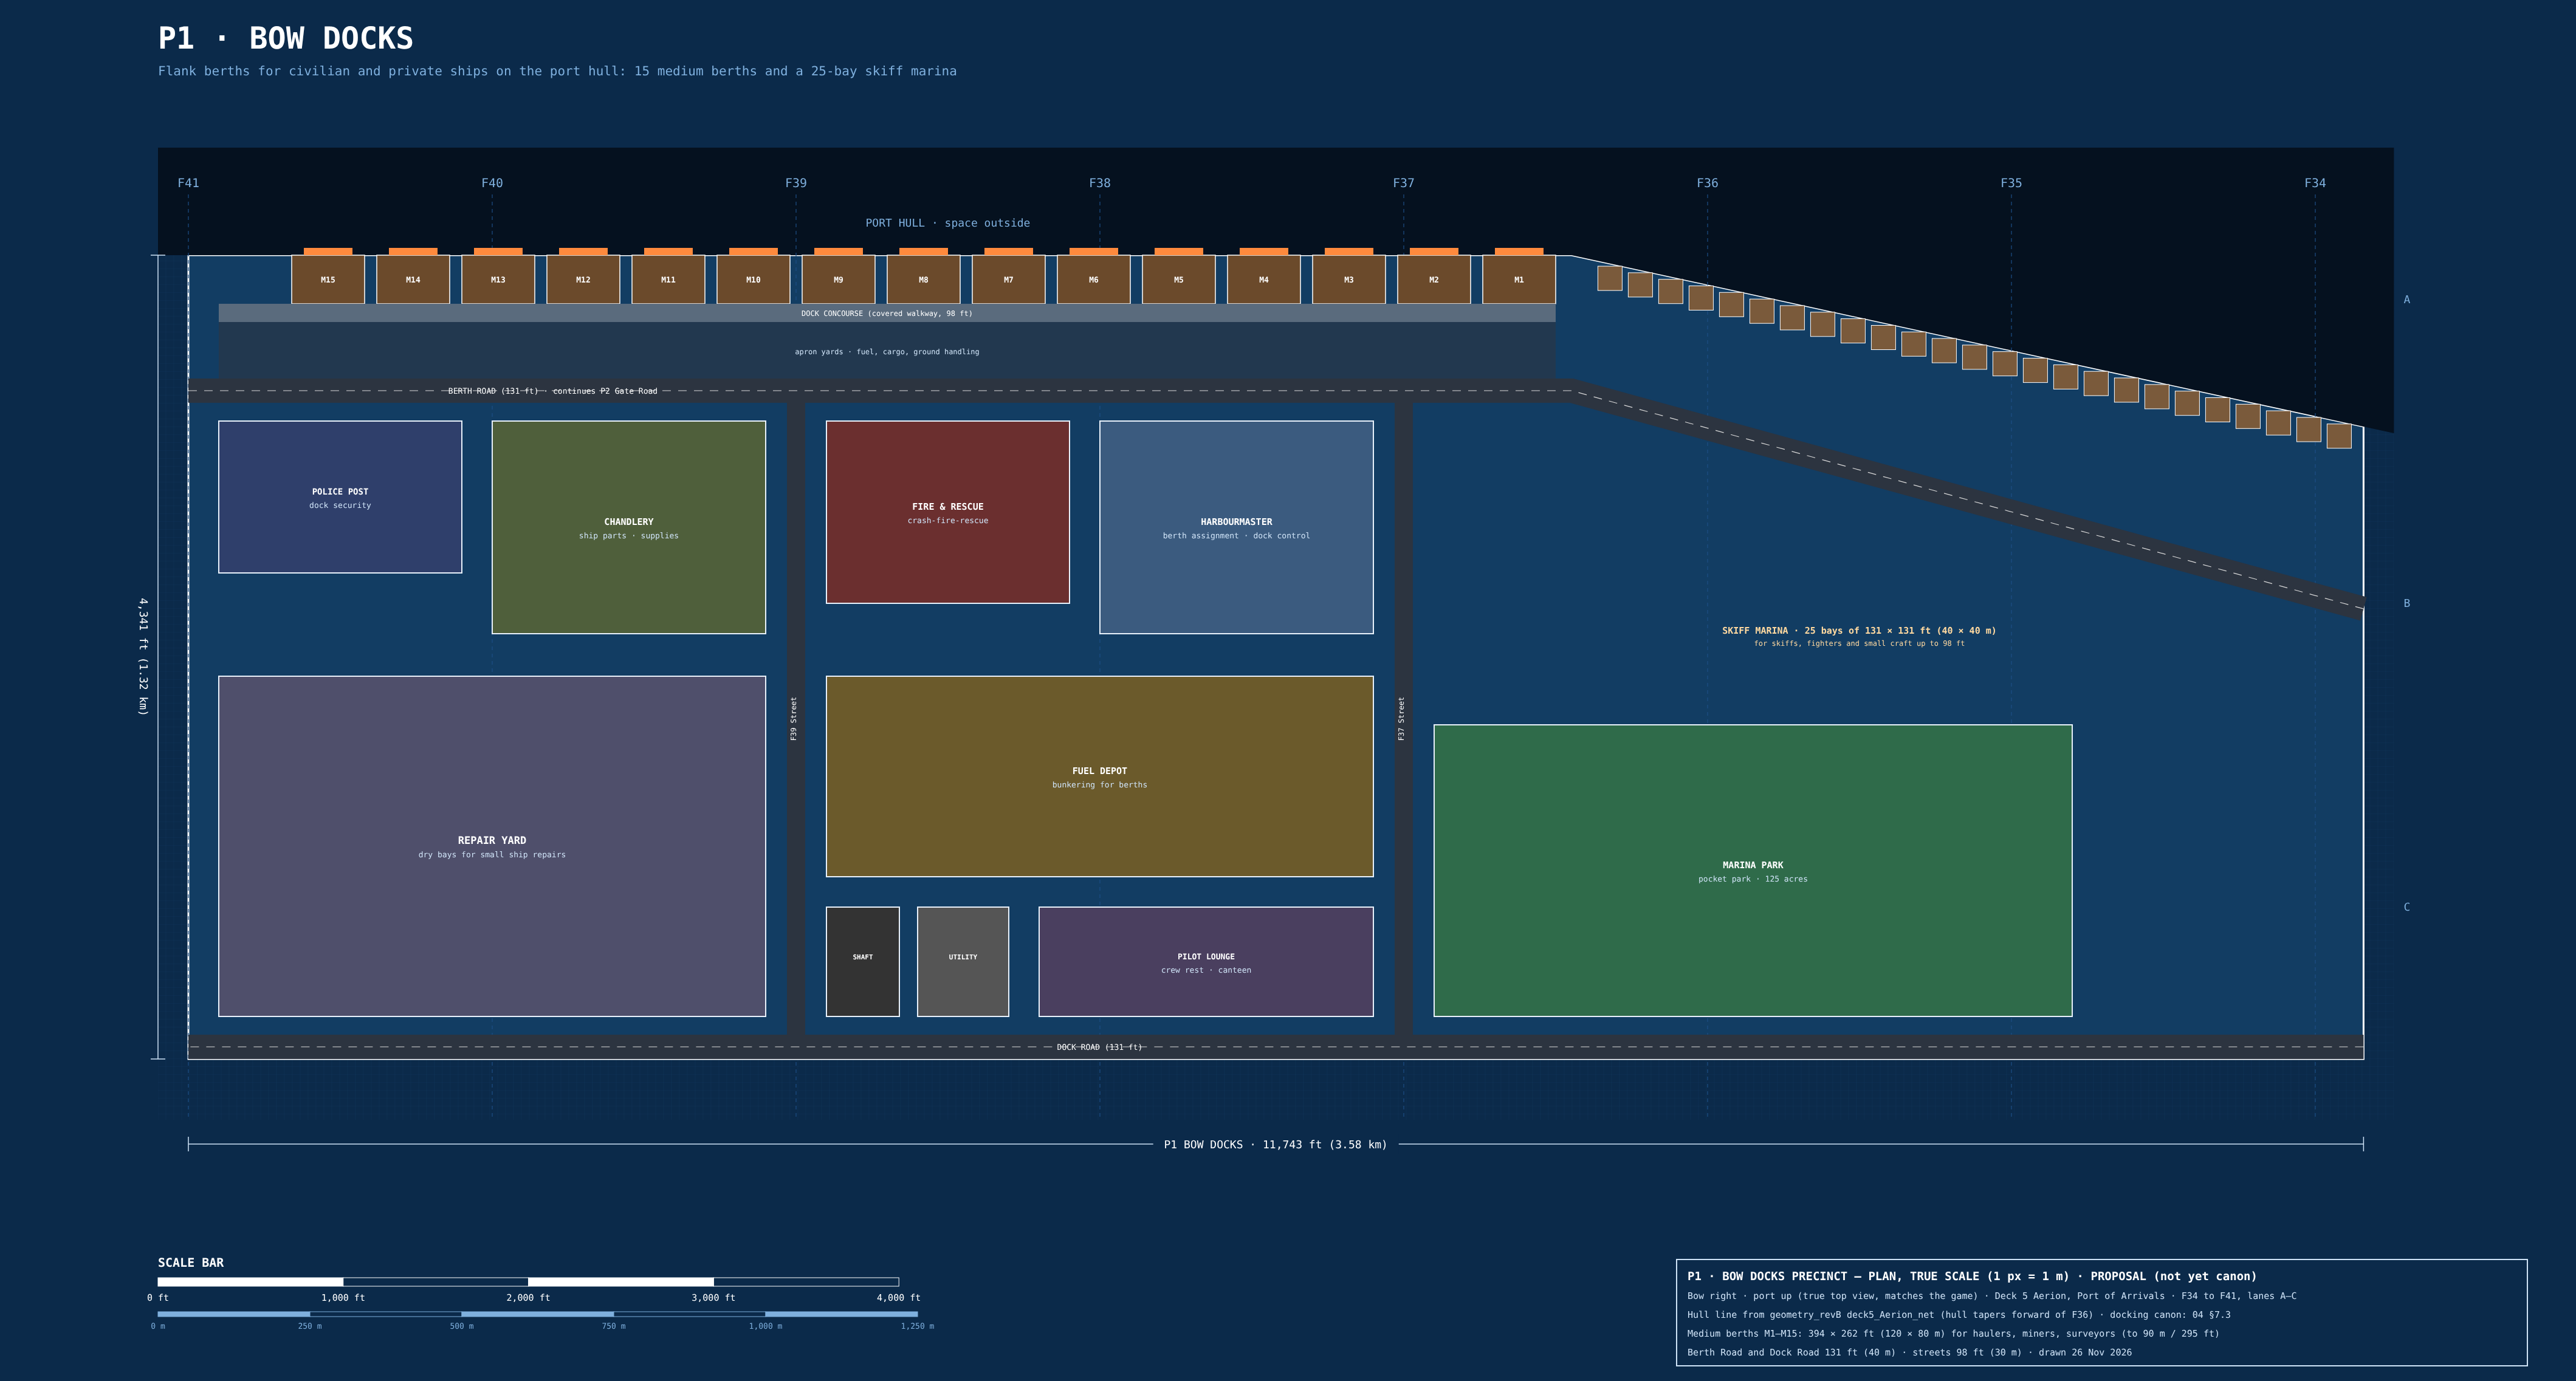 P1 · BOW DOCKS
Flank berths for civilian and private ships on the port hull: 15 medium berths and a 25-bay skiff marina
F41
F40
F39
F38
F37
F36
F35
F34
PORT HULL · space outside
M15
M14
M13
M12
M11
M10
M9
M8
M7
M6
M5
M4
M3
M2
M1
A
DOCK CONCOURSE (covered walkway, 98 ft)
apron yards · fuel, cargo, ground handling
BERTH ROAD (131 ft) · continues P2 Gate Road
POLICE POST
dock security
CHANDLERY
ship parts · supplies
FIRE & RESCUE
crash-fire-rescue
HARBOURMASTER
berth assignment · dock control
B
SKIFF MARINA · 25 bays of 131 × 131 ft (40 × 40 m)
for skiffs, fighters and small craft up to 98 ft
4,341 ft (1.32 km)
F39 Street
F37 Street
FUEL DEPOT
bunkering for berths
REPAIR YARD
dry bays for small ship repairs
MARINA PARK
pocket park · 125 acres
C
SHAFT
UTILITY
PILOT LOUNGE
crew rest · canteen
DOCK ROAD (131 ft)
P1 BOW DOCKS · 11,743 ft (3.58 km)
SCALE BAR
0 ft
1,000 ft
2,000 ft
3,000 ft
4,000 ft
0 m
250 m
500 m
750 m
1,000 m
1,250 m
P1 · BOW DOCKS PRECINCT — PLAN, TRUE SCALE (1 px = 1 m) · PROPOSAL (not yet canon)
Bow right · port up (true top view, matches the game) · Deck 5 Aerion, Port of Arrivals · F34 to F41, lanes A–C
Hull line from geometry_revB deck5_Aerion_net (hull tapers forward of F36) · docking canon: 04 §7.3
Medium berths M1–M15: 394 × 262 ft (120 × 80 m) for haulers, miners, surveyors (to 90 m / 295 ft)
Berth Road and Dock Road 131 ft (40 m) · streets 98 ft (30 m) · drawn 26 Nov 2026